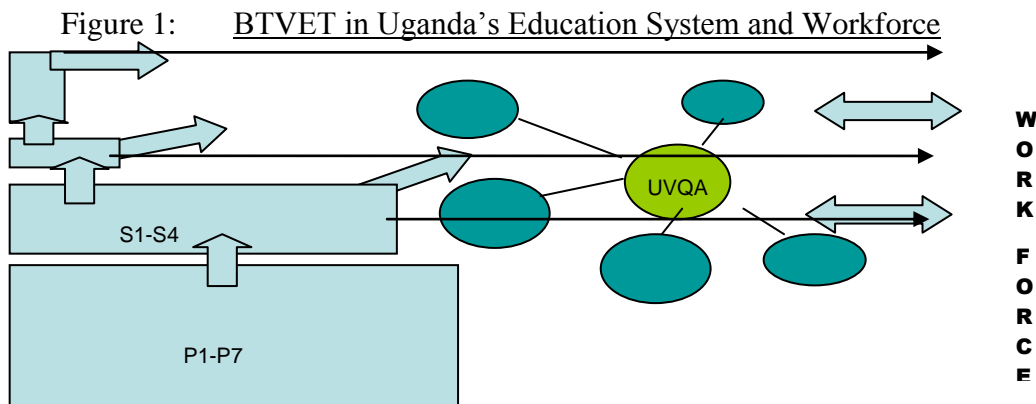 Figure 1: BTVET in Uganda's Education System and Workforce
UVQA
S1-S4
P1-P7
W
O
R
K
F
O
R
C
E